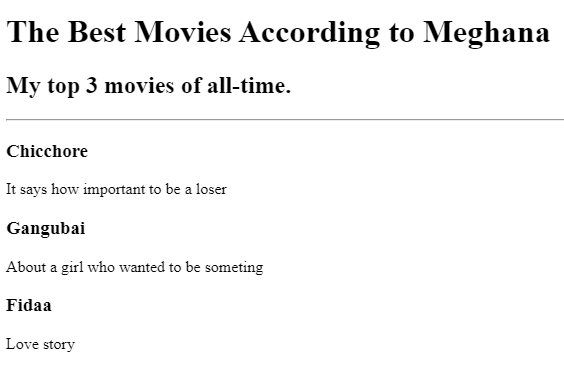 The Best Movies According to Meghana
My top 3 movies of all-time.
Chicchore
It says how important to be a loser
Gangubai
About a girl who wanted to be someting
Fidaa
Love story